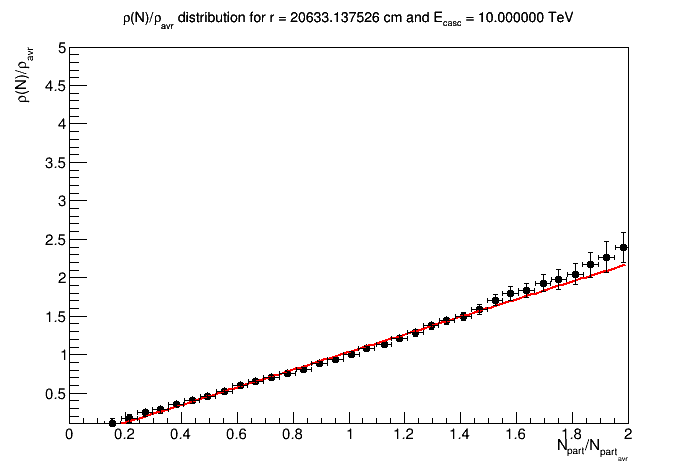 ρ(N)/ρavr distribution for r = 20633.137526 cm and Ecasc = 10.000000 TeV
ρ(N)/ρavr
5
4.5
4
3.5
3
2.5
2
1.5
1
0.5
0 0.2 0.4 0.6 0.8 1 1.2 1.4 1.6 1.8 2
Npart/Npartavr